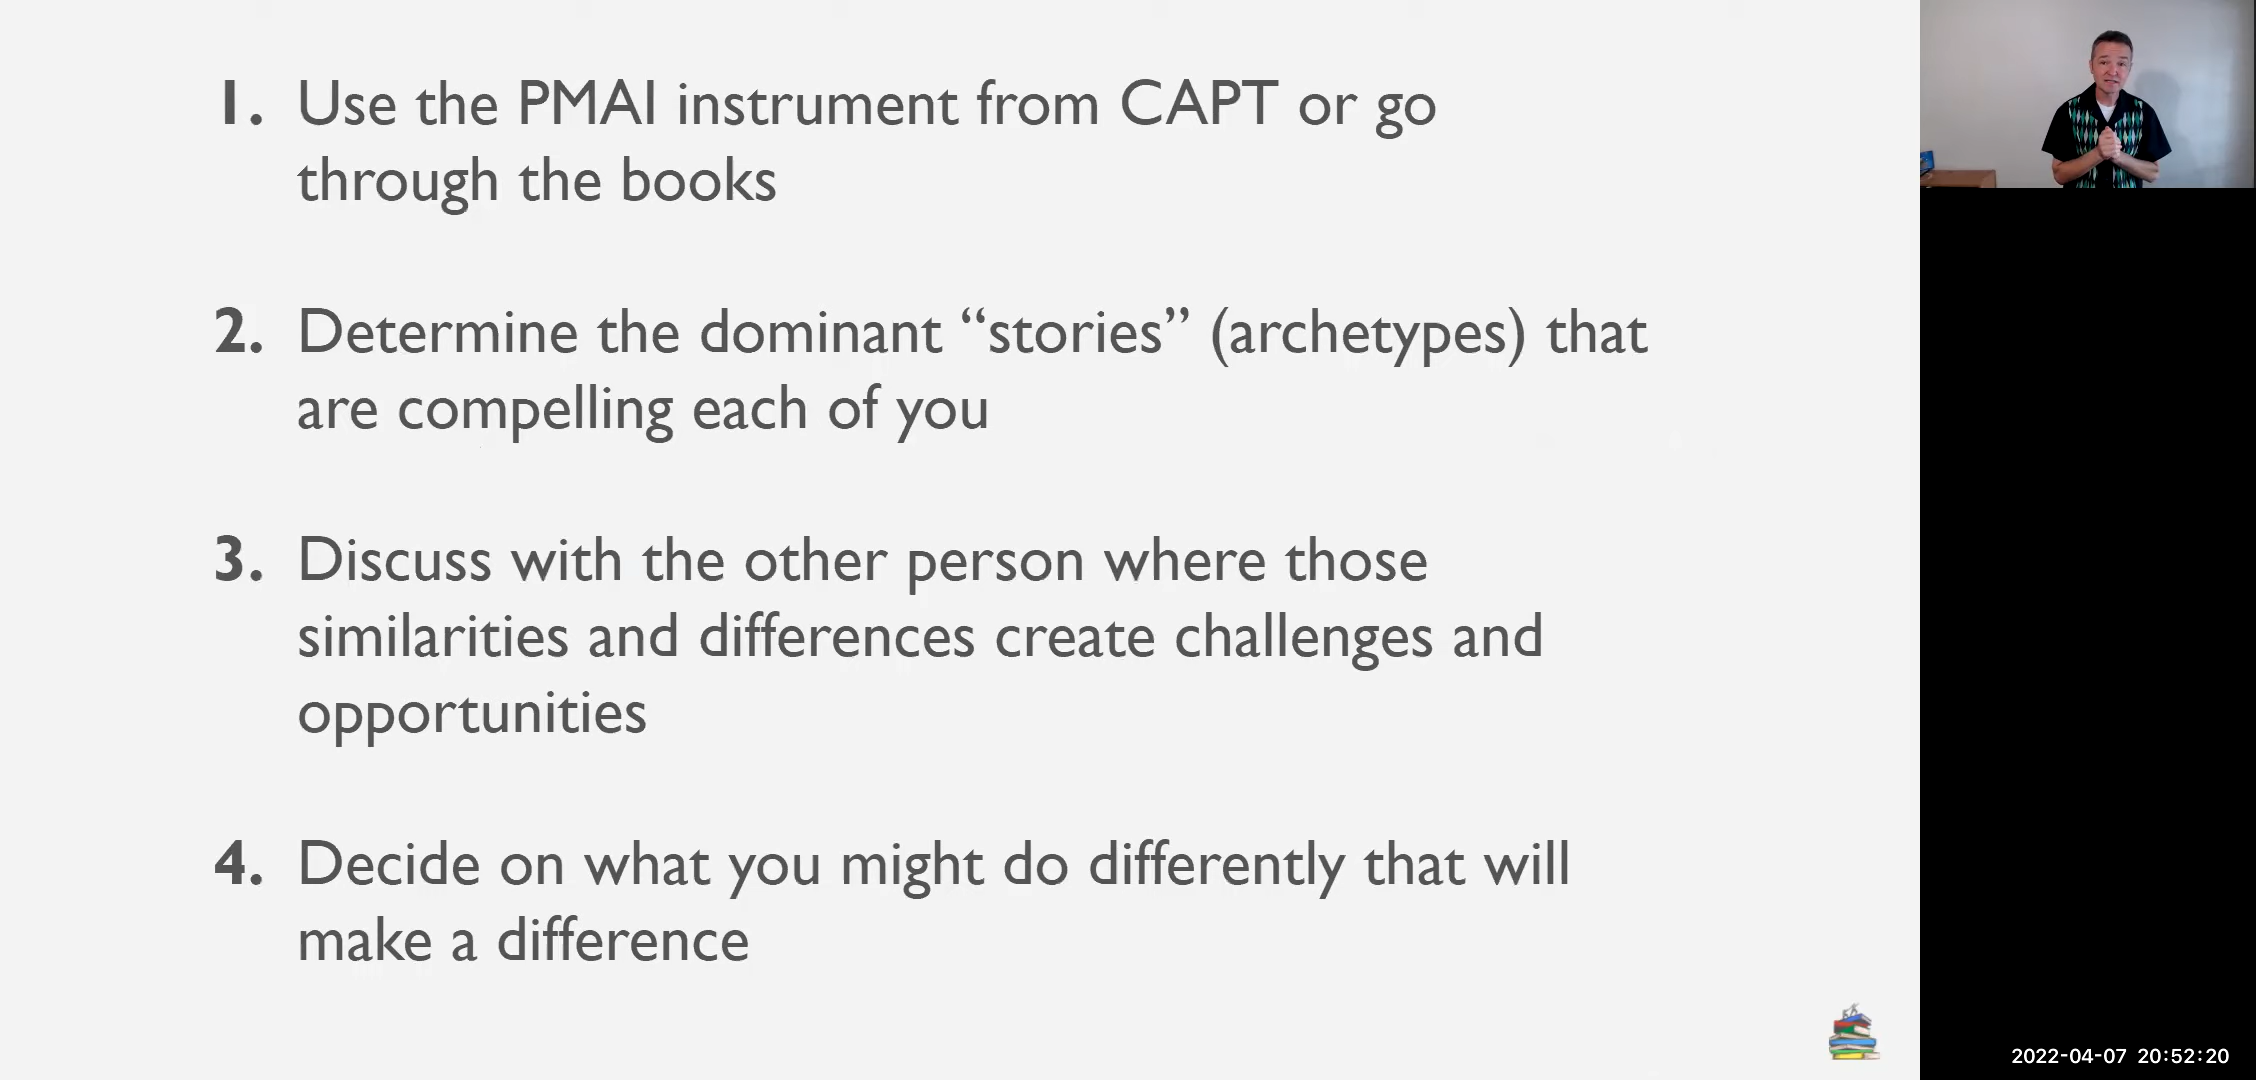 1. Use the PMAI instrument from CAPT or go
through the books
2. Determine the dominant “stories” (archetypes) that
are compelling each of you
3. Discuss with the other person where those
similarities and differences create challenges and
opportunities
4. Decide on what you might do differently that will
make a difference
2022-04-07 20:52:20